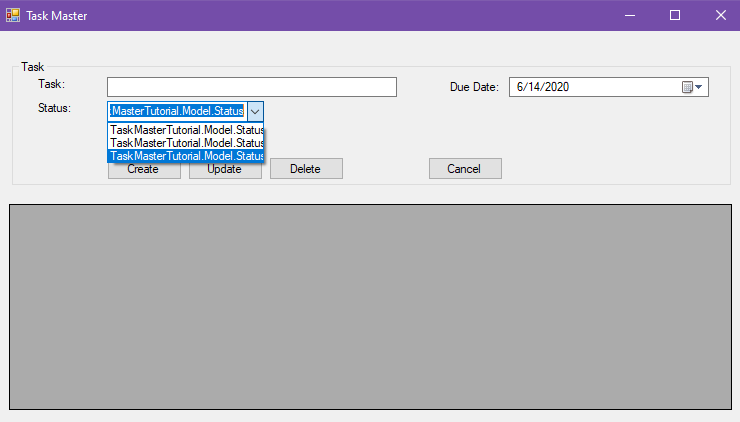 Task Master
Task
Task:
Due Date:
6/14/2020
Status:
.MasterTutorial.Model.Status
TaskMasterTutorial.Model.Status
TaskMasterTutorial.Model.Status
TaskMasterTutorial.Model.Status
Create
Update
Delete
Cancel